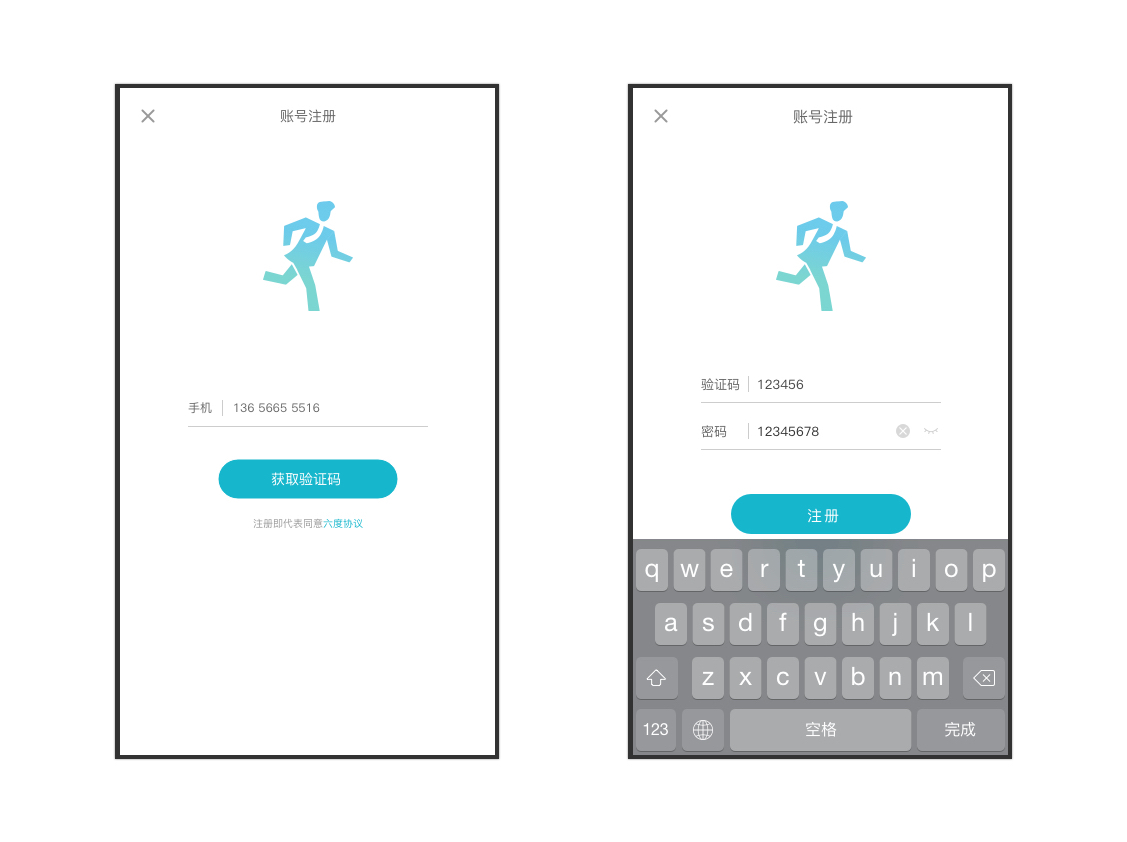 账号注册
手机 136 5665 5516
获取验证码
注册即代表同意六度协议
账号注册
验证码 123456
密码 12345678
注册
q w e r t y u i o p
a s d f g h j k l
z x c v b n m
123 空格 完成